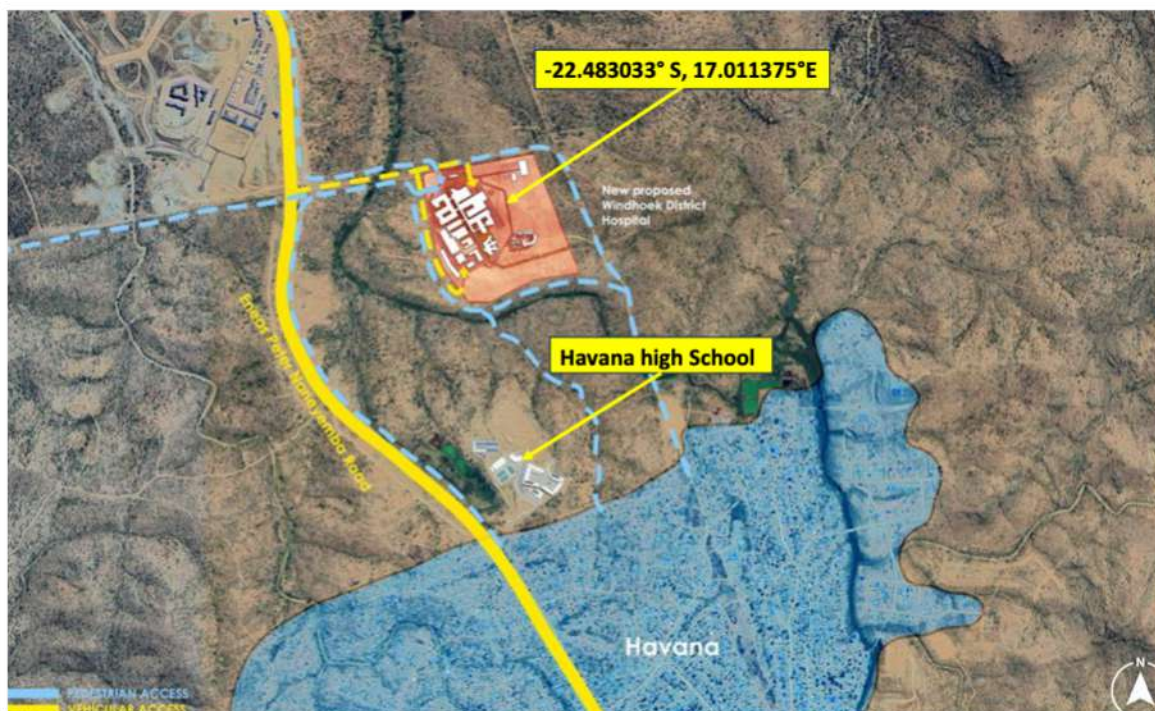 -22.483033° S, 17.011375°E
New proposed
Windhoek District
Hospital
Eneas Peter Nanayemba Road
Havana high School
Havana
N
PEDESTRIAN ACCESS
VEHICULAR ACCESS